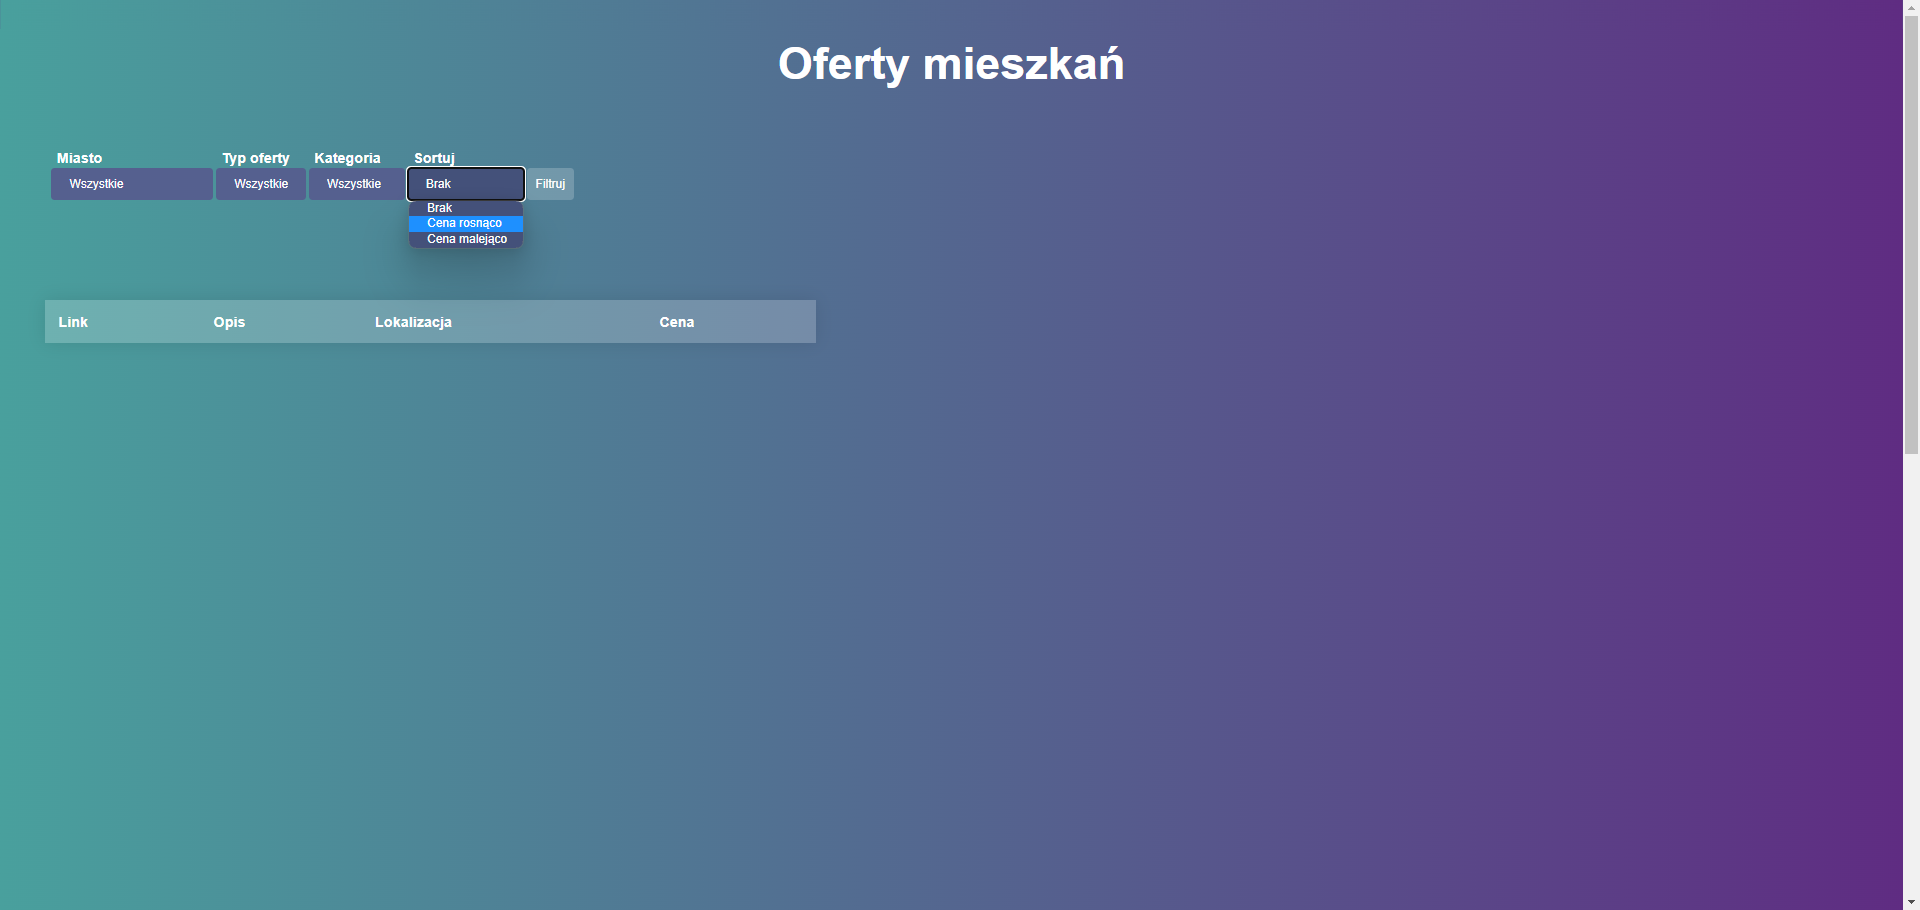 Oferty mieszkań
Miasto Typ oferty Kategoria Sortuj
Wszystkie Wszystkie Wszystkie Brak Filtruj
Brak
Cena rosnąco
Cena malejąco
Link Opis Lokalizacja Cena